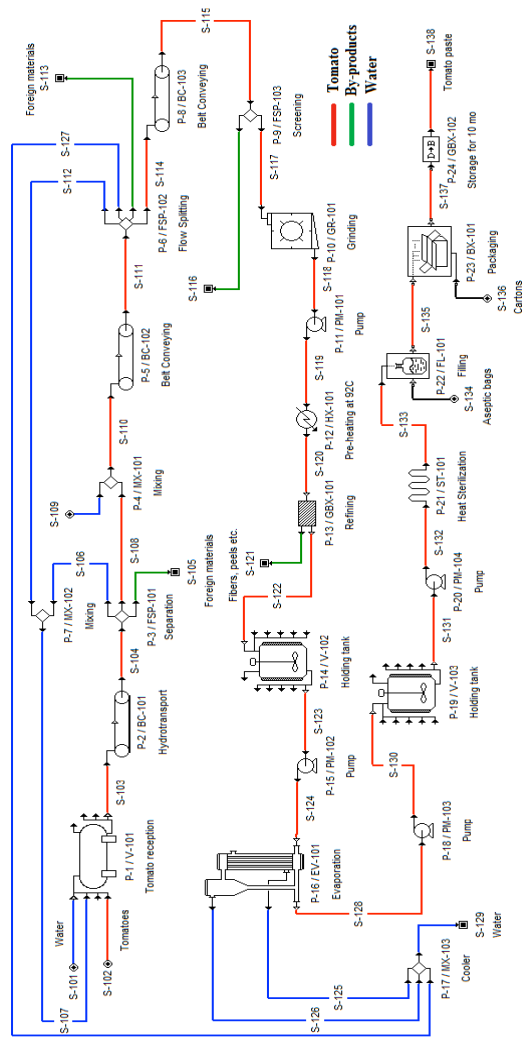 Water
S-101
S-102
Tomatoes
S-107
P-1 / V-101
Tomato reception
S-103
P-2 / BC-101
Hydrotransport
S-104
P-3 / FSP-101
Separation
S-105
Foreign materials
S-106
P-7 / MX-102
Mixing
S-108
S-109
P-4 / MX-101
Mixing
S-110
P-5 / BC-102
Belt Conveying
S-111
P-6 / FSP-102
Flow Splitting
S-112
S-127
Foreign materials
S-113
S-114
P-8 / BC-103
Belt Conveying
S-115
P-9 / FSP-103
Screening
S-116
S-117
P-10 / GR-101
Grinding
S-118
P-11 / PM-101
Pump
S-119
P-12 / HX-101
Pre-heating at 92C
S-120
P-13 / GBX-101
Refining
Fibers, peels etc.
S-121
S-122
P-14 / V-102
Holding tank
S-123
P-15 / PM-102
Pump
S-124
P-16 / EV-101
Evaporation
S-125
S-126
S-128
P-17 / MX-103
Cooler
S-129
Water
P-18 / PM-103
Pump
S-130
P-19 / V-103
Holding tank
S-131
P-20 / PM-104
Pump
S-132
P-21 / ST-101
Heat Sterilization
S-133
P-22 / FL-101
Filling
S-134
Aseptic bags
S-135
P-23 / BX-101
Packaging
S-136
Cartons
S-137
D→B
P-24 / GBX-102
Storage for 10 mo
S-138
Tomato paste
Tomato
By-products
Water